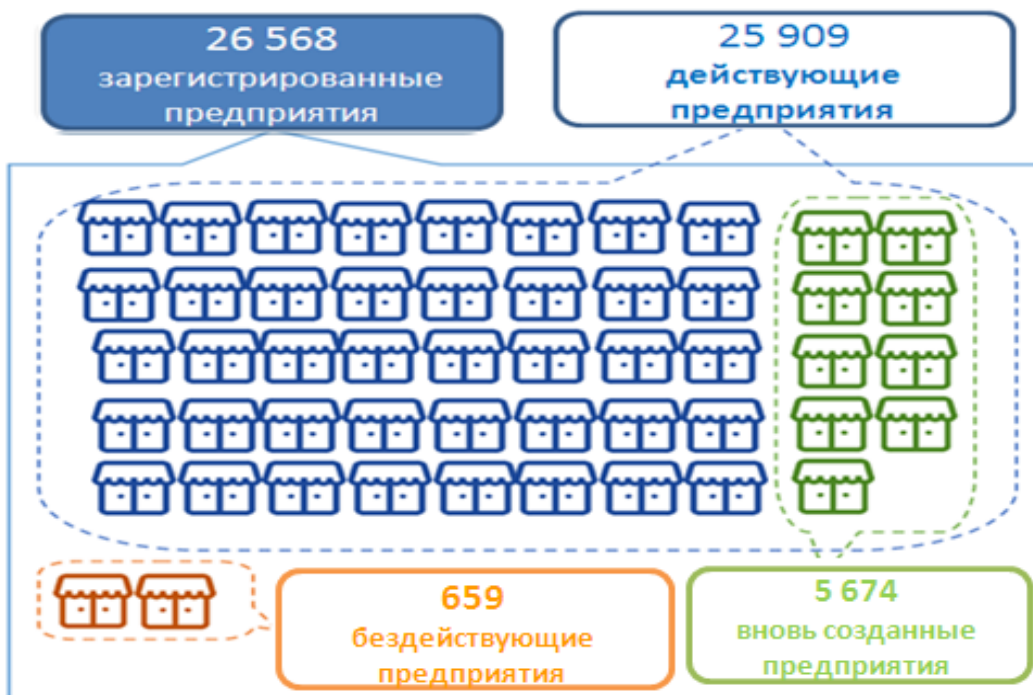 26 568
зарегистрированные
предприятия
25 909
действующие
предприятия
659
бездействующие
предприятия
5 674
вновь созданные
предприятия